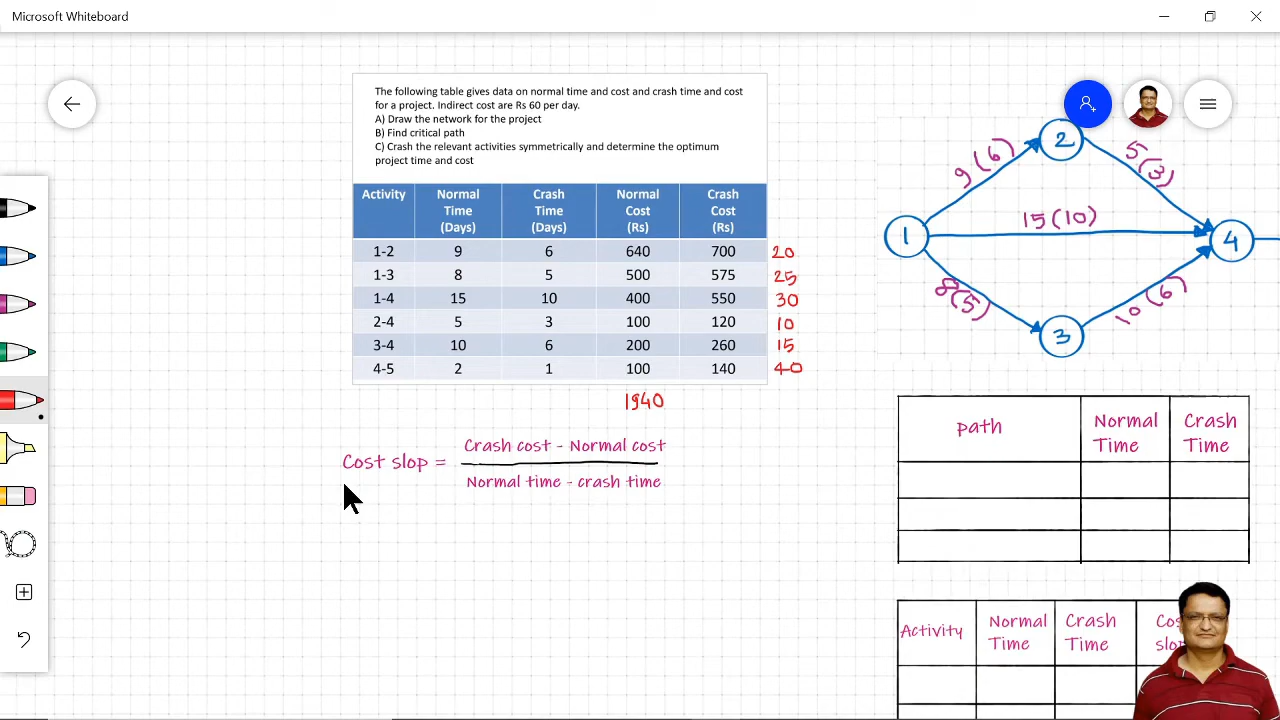 Microsoft Whiteboard
The following table gives data on normal time and cost and crash time and cost
for a project. Indirect cost are Rs 60 per day.
A) Draw the network for the project
B) Find critical path
C) Crash the relevant activities symmetrically and determine the optimum
project time and cost
Activity Normal Time (Days) Crash Time (Days) Normal Cost (Rs) Crash Cost (Rs)
1-2 9 6 640 700 20
1-3 8 5 500 575 25
1-4 15 10 400 550 30
2-4 5 3 100 120 10
3-4 10 6 200 260 15
4-5 2 1 100 140 40
1940
Cost slop = Crash cost - Normal cost
Normal time - crash time
2
9(6)
5(3)
1
15(10)
4
8(5)
10(6)
3
path Normal Time Crash Time
Activity Normal Time Crash Time